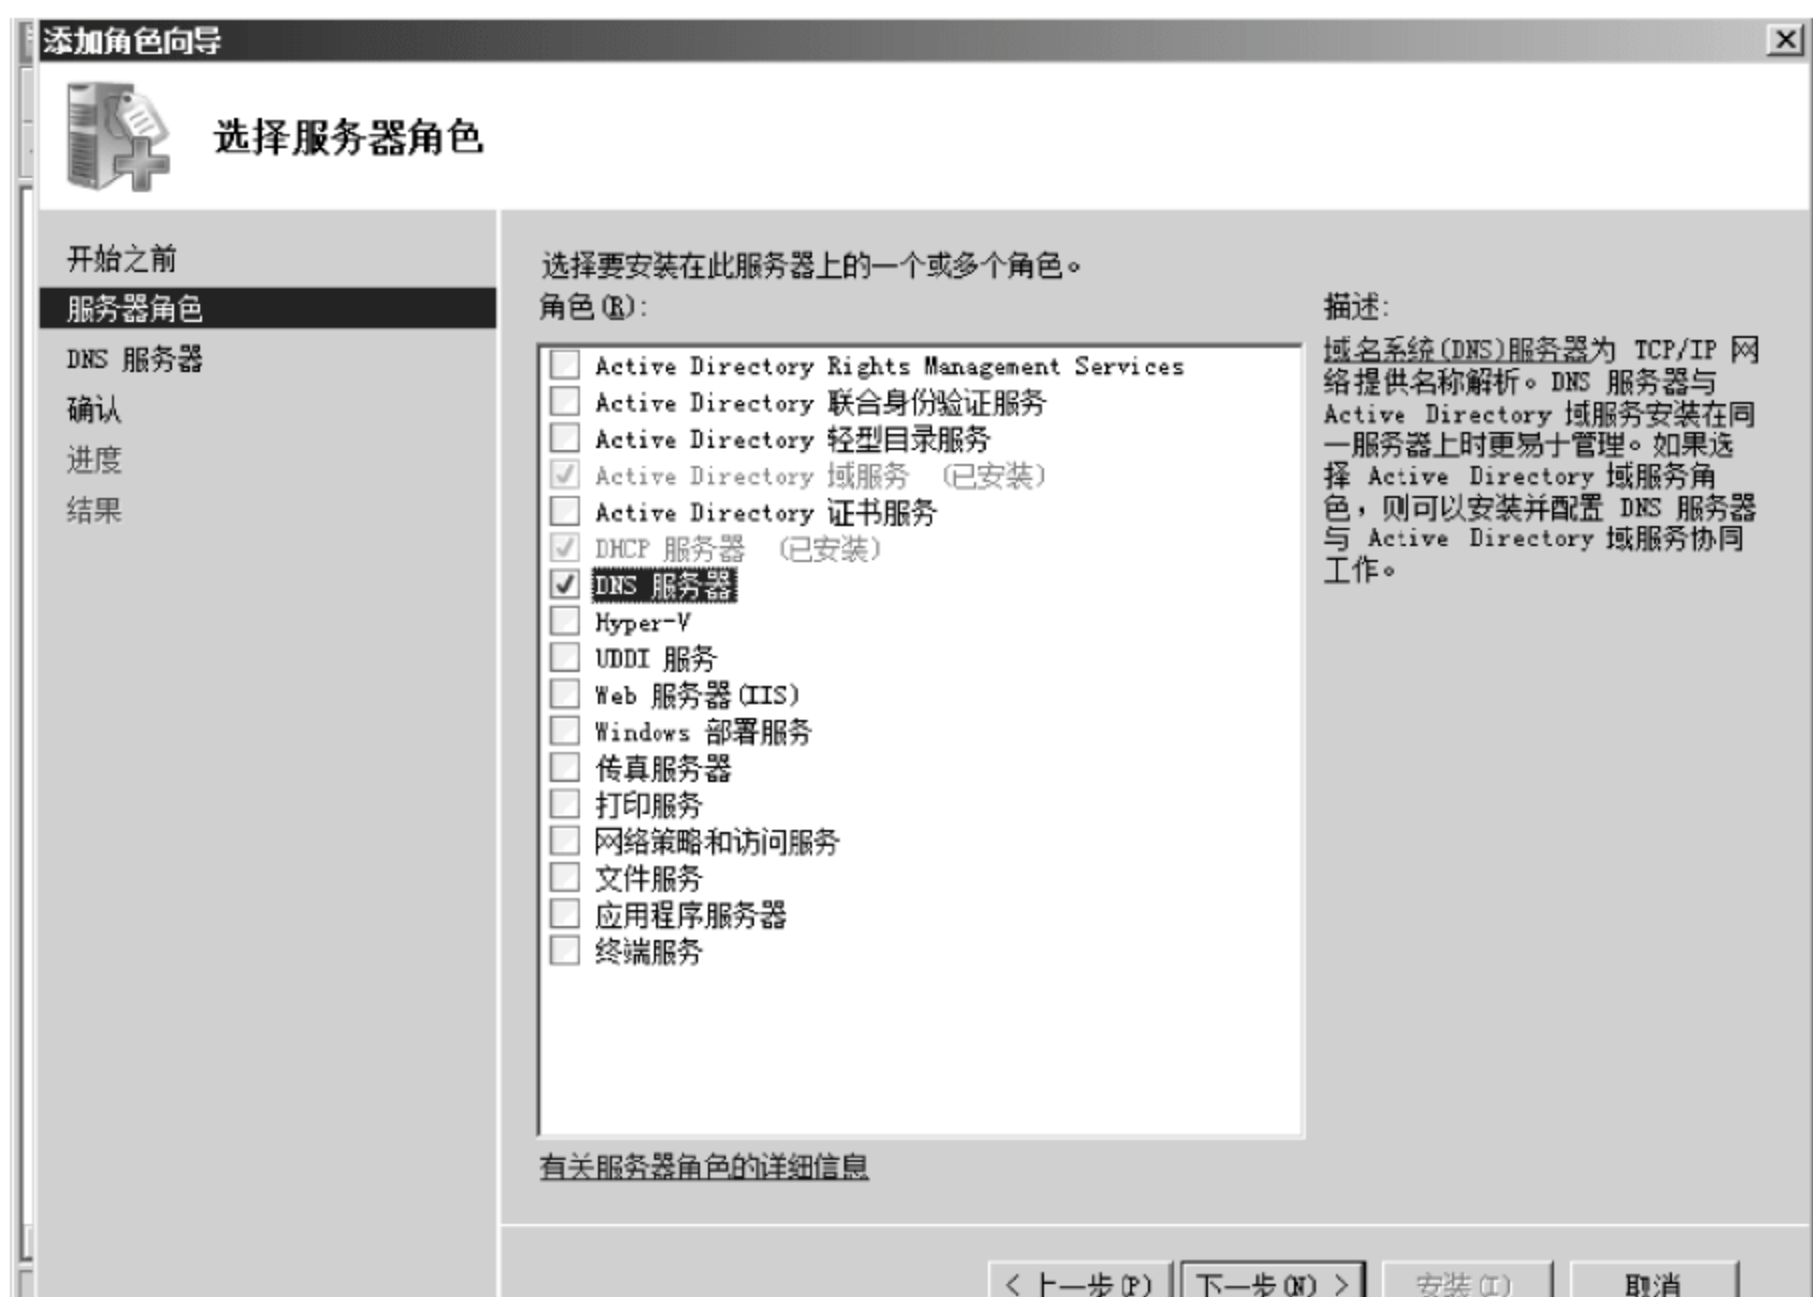 添加角色向导
选择服务器角色
开始之前
服务器角色
DNS 服务器
确认
进度
结果
选择要安装在此服务器上的一个或多个角色。
角色(R):
Active Directory Rights Management Services
Active Directory 联合身份验证服务
Active Directory 轻型目录服务
Active Directory 域服务 (已安装)
Active Directory 证书服务
DHCP 服务器 (已安装)
DNS 服务器
Hyper-V
UDDI 服务
Web 服务器(IIS)
Windows 部署服务
传真服务器
打印服务
网络策略和访问服务
文件服务
应用程序服务器
终端服务
有关服务器角色的详细信息
描述:
域名系统(DNS)服务器为 TCP/IP 网
络提供名称解析。DNS 服务器与
Active Directory 域服务安装在同
一服务器上时更易于管理。如果选
择 Active Directory 域服务角
色，则可以安装并配置 DNS 服务器
与 Active Directory 域服务协同
工作。
< 上一步(P)
下一步(N) >
安装(I)
取消